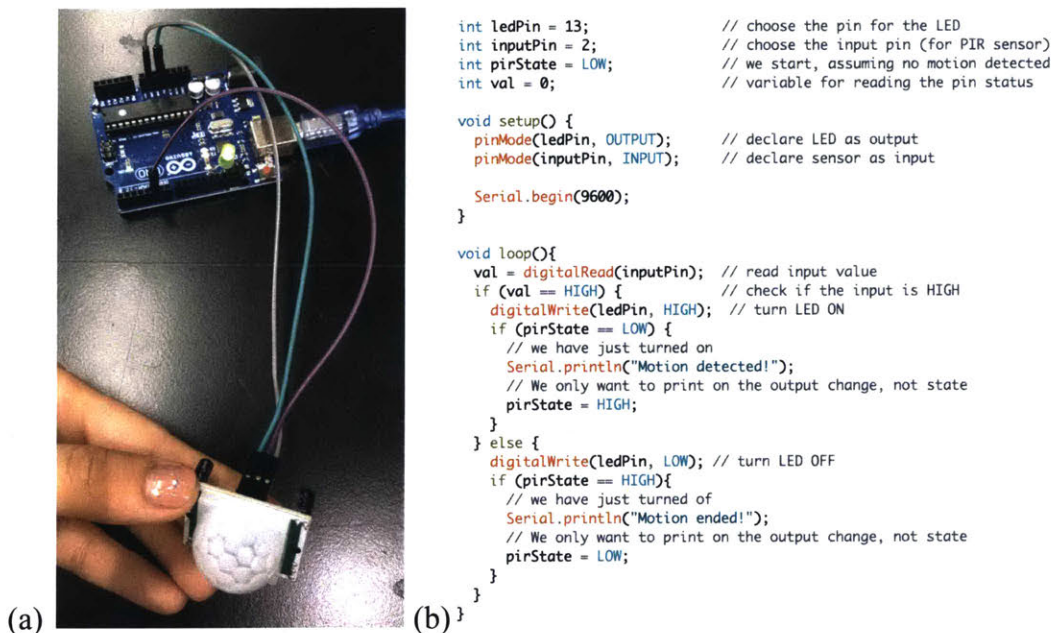 int ledPin = 13; // choose the pin for the LED
int inputPin = 2; // choose the input pin (for PIR sensor)
int pirState = LOW; // we start, assuming no motion detected
int val = 0; // variable for reading the pin status
void setup() {
pinMode(ledPin, OUTPUT); // declare LED as output
pinMode(inputPin, INPUT); // declare sensor as input
Serial.begin(9600);
}
void loop(){
val = digitalRead(inputPin); // read input value
if (val == HIGH) { // check if the input is HIGH
digitalWrite(ledPin, HIGH); // turn LED ON
if (pirState == LOW) {
// we have just turned on
Serial.println("Motion detected!");
// We only want to print on the output change, not state
pirState = HIGH;
}
} else {
digitalWrite(ledPin, LOW); // turn LED OFF
if (pirState == HIGH){
// we have just turned of
Serial.println("Motion ended!");
// We only want to print on the output change, not state
pirState = LOW;
}
}
}
(a)
(b)